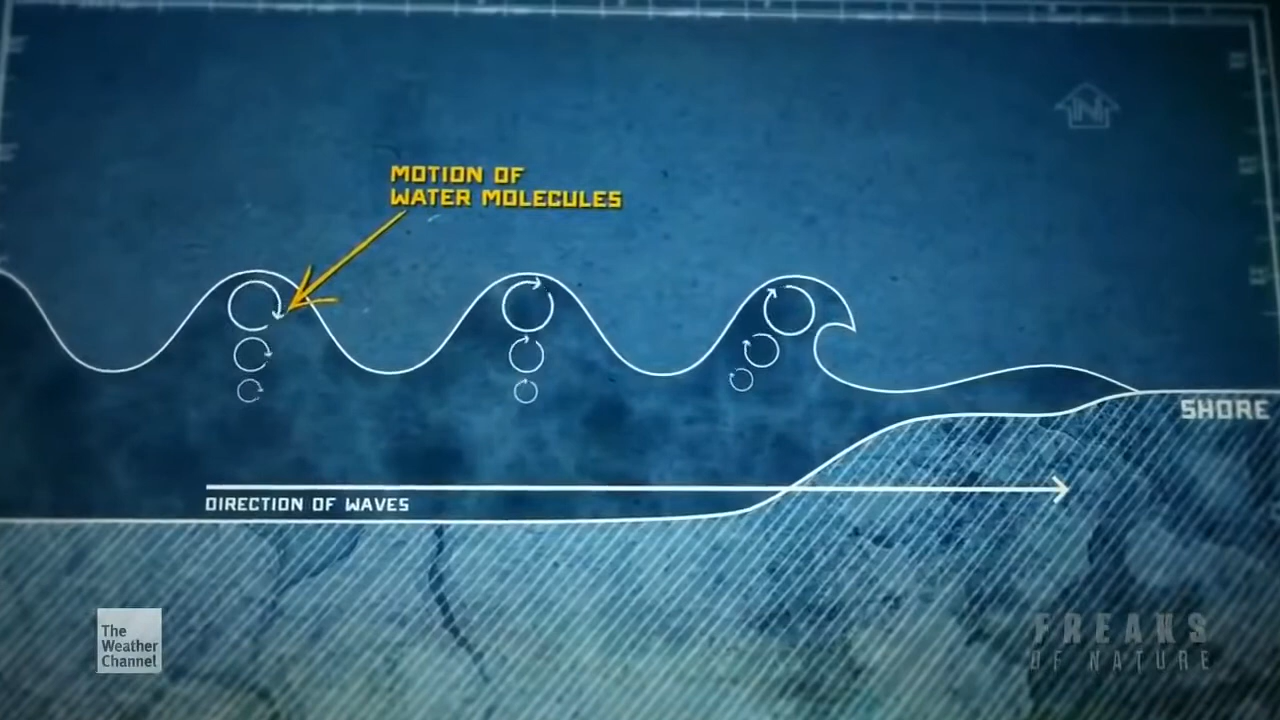 MOTION OF
WATER MOLECULES
SHORE
DIRECTION OF WAVES
The
Weather
Channel
FREAKS
OF NATURE